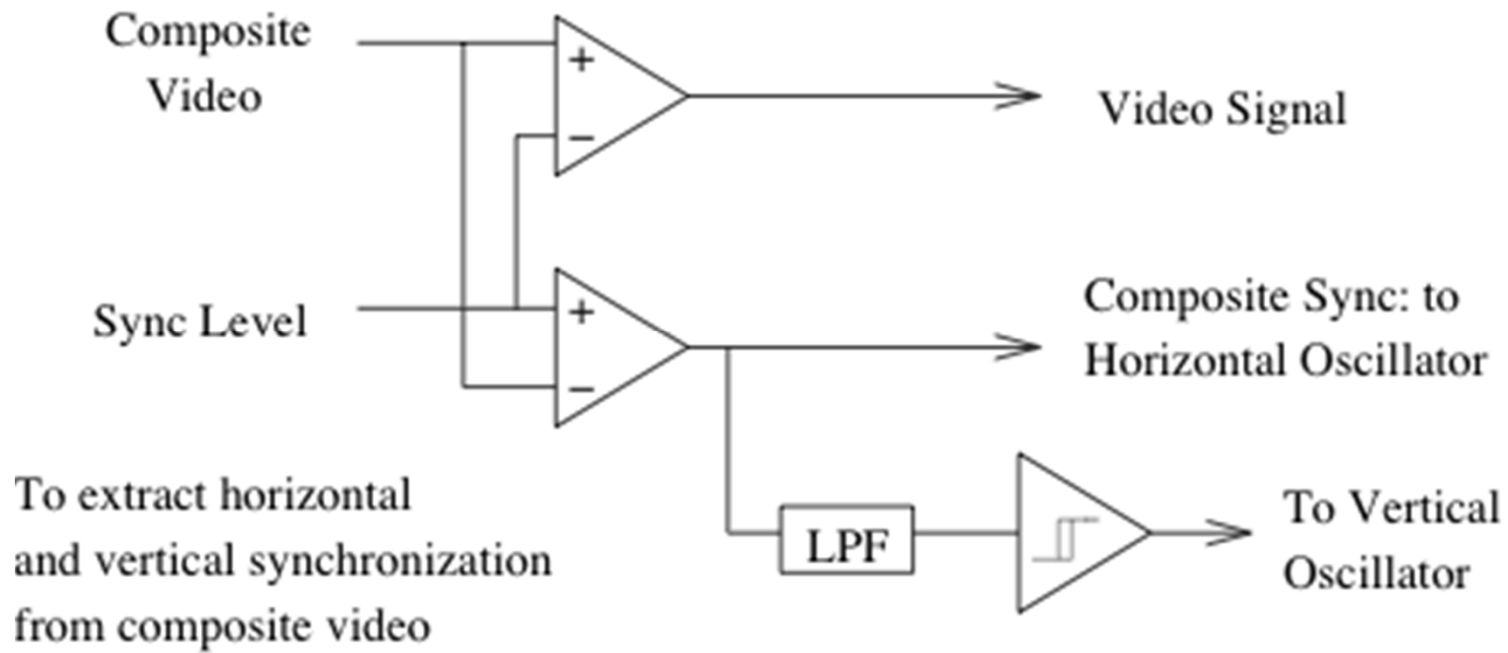 Composite
Video
+
−
Video Signal
Sync Level
+
−
Composite Sync: to
Horizontal Oscillator
To extract horizontal
and vertical synchronization
from composite video
LPF
To Vertical
Oscillator